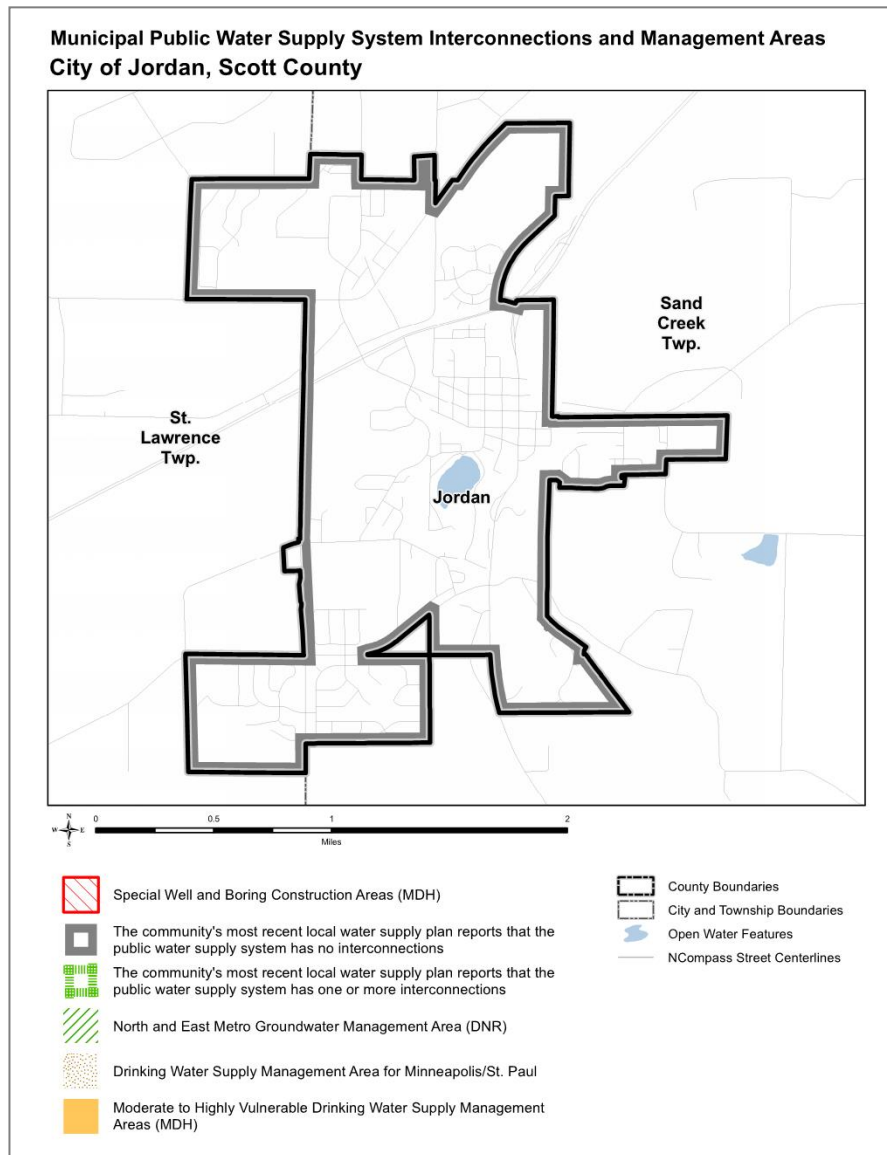 Municipal Public Water Supply System Interconnections and Management Areas
City of Jordan, Scott County
Sand
Creek
Twp.
St.
Lawrence
Twp.
Jordan
N
W E
S
0 0.5 1 2
Miles
Special Well and Boring Construction Areas (MDH)
The community's most recent local water supply plan reports that the
public water supply system has no interconnections
The community's most recent local water supply plan reports that the
public water supply system has one or more interconnections
North and East Metro Groundwater Management Area (DNR)
Drinking Water Supply Management Area for Minneapolis/St. Paul
Moderate to Highly Vulnerable Drinking Water Supply Management
Areas (MDH)
County Boundaries
City and Township Boundaries
Open Water Features
NCompass Street Centerlines